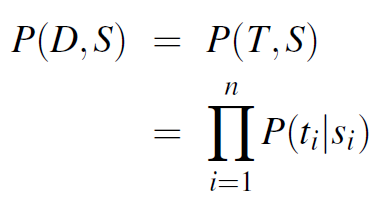 P(D,S) = P(T,S)
= ∏_{i=1}^{n} P(t_i|s_i)